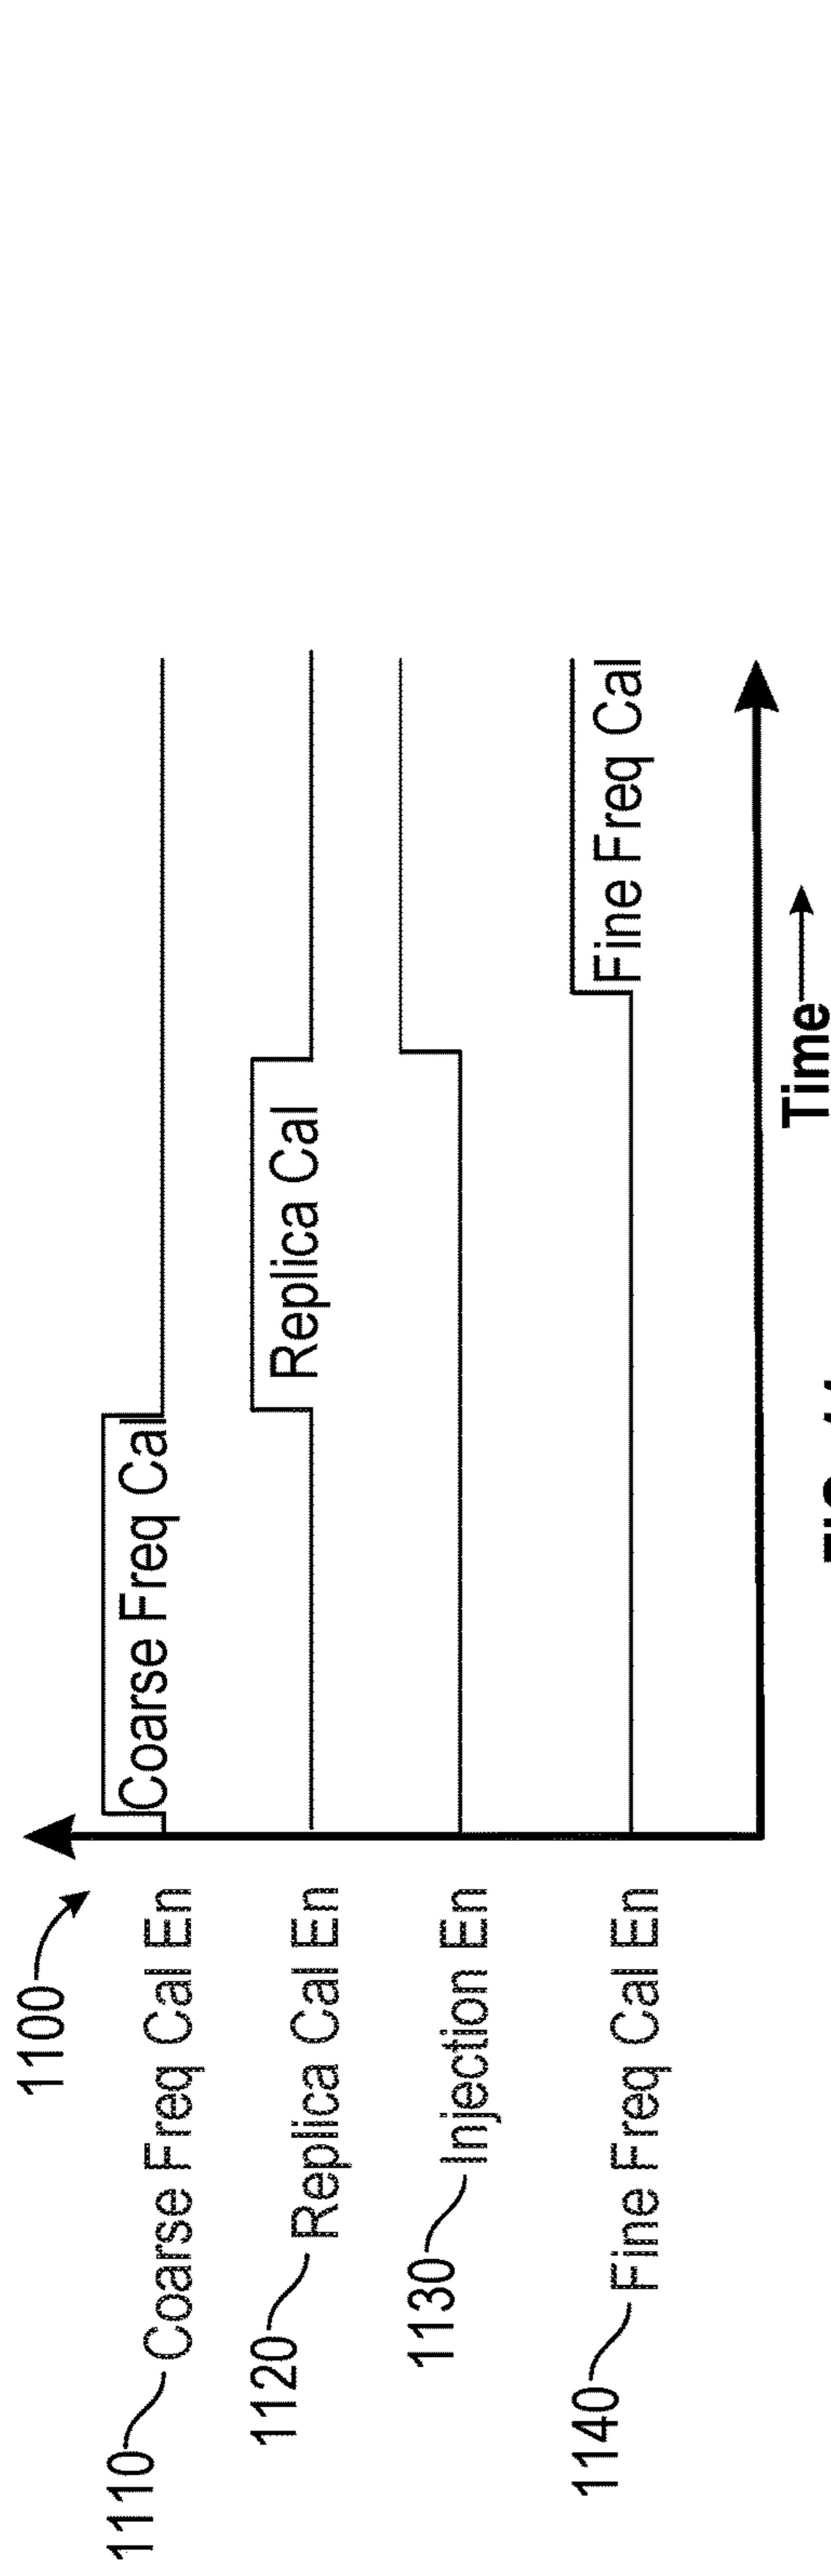 1100
1110 Coarse Freq Cal En
Coarse Freq Cal
1120 Replica Cal En
Replica Cal
1130 Injection En
1140 Fine Freq Cal En
Fine Freq Cal
Time